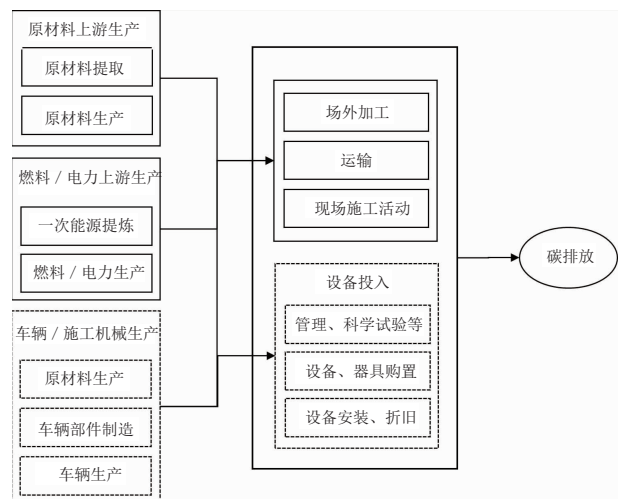 原材料上游生产
原材料提取
原材料生产
燃料/电力上游生产
一次能源提炼
燃料/电力生产
车辆/施工机械生产
原材料生产
车辆部件制造
车辆生产
场外加工
运输
现场施工活动
设备投入
管理、科学试验等
设备、器具购置
设备安装、折旧
碳排放